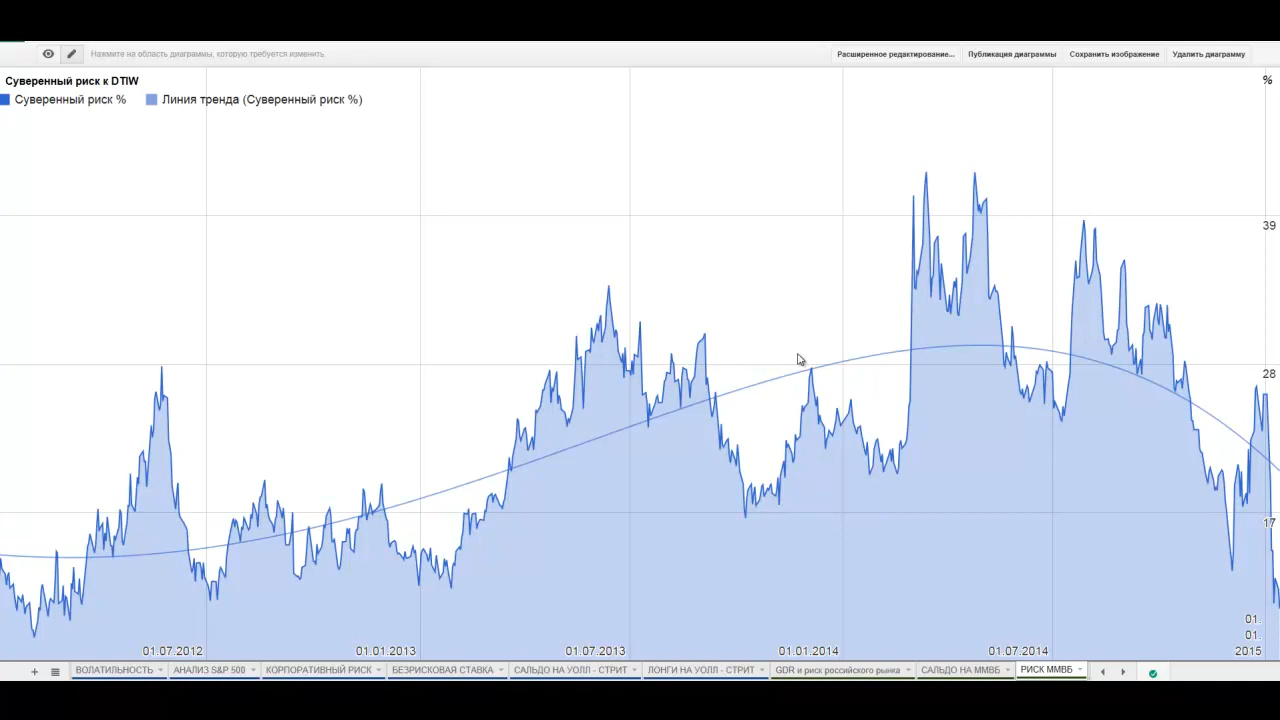 Нажмите на область диаграммы, которую требуется изменить.
Расширенное редактирование... Публикация диаграммы Сохранить изображение Удалить диаграмму
Суверенный риск к DTIW
%
Суверенный риск % Линия тренда (Суверенный риск %)
39
28
17
01.
01.
01.07.2012 01.01.2013 01.07.2013 01.01.2014 01.07.2014 2015
ВОЛАТИЛЬНОСТЬ АНАЛИЗ S&P 500 КОРПОРАТИВНЫЙ РИСК БЕЗРИСКОВАЯ СТАВКА САЛЬДО НА УОЛЛ - СТРИТ ЛОНГИ НА УОЛЛ - СТРИТ GDR и риск российского рынка САЛЬДО НА ММВБ РИСК ММВБ